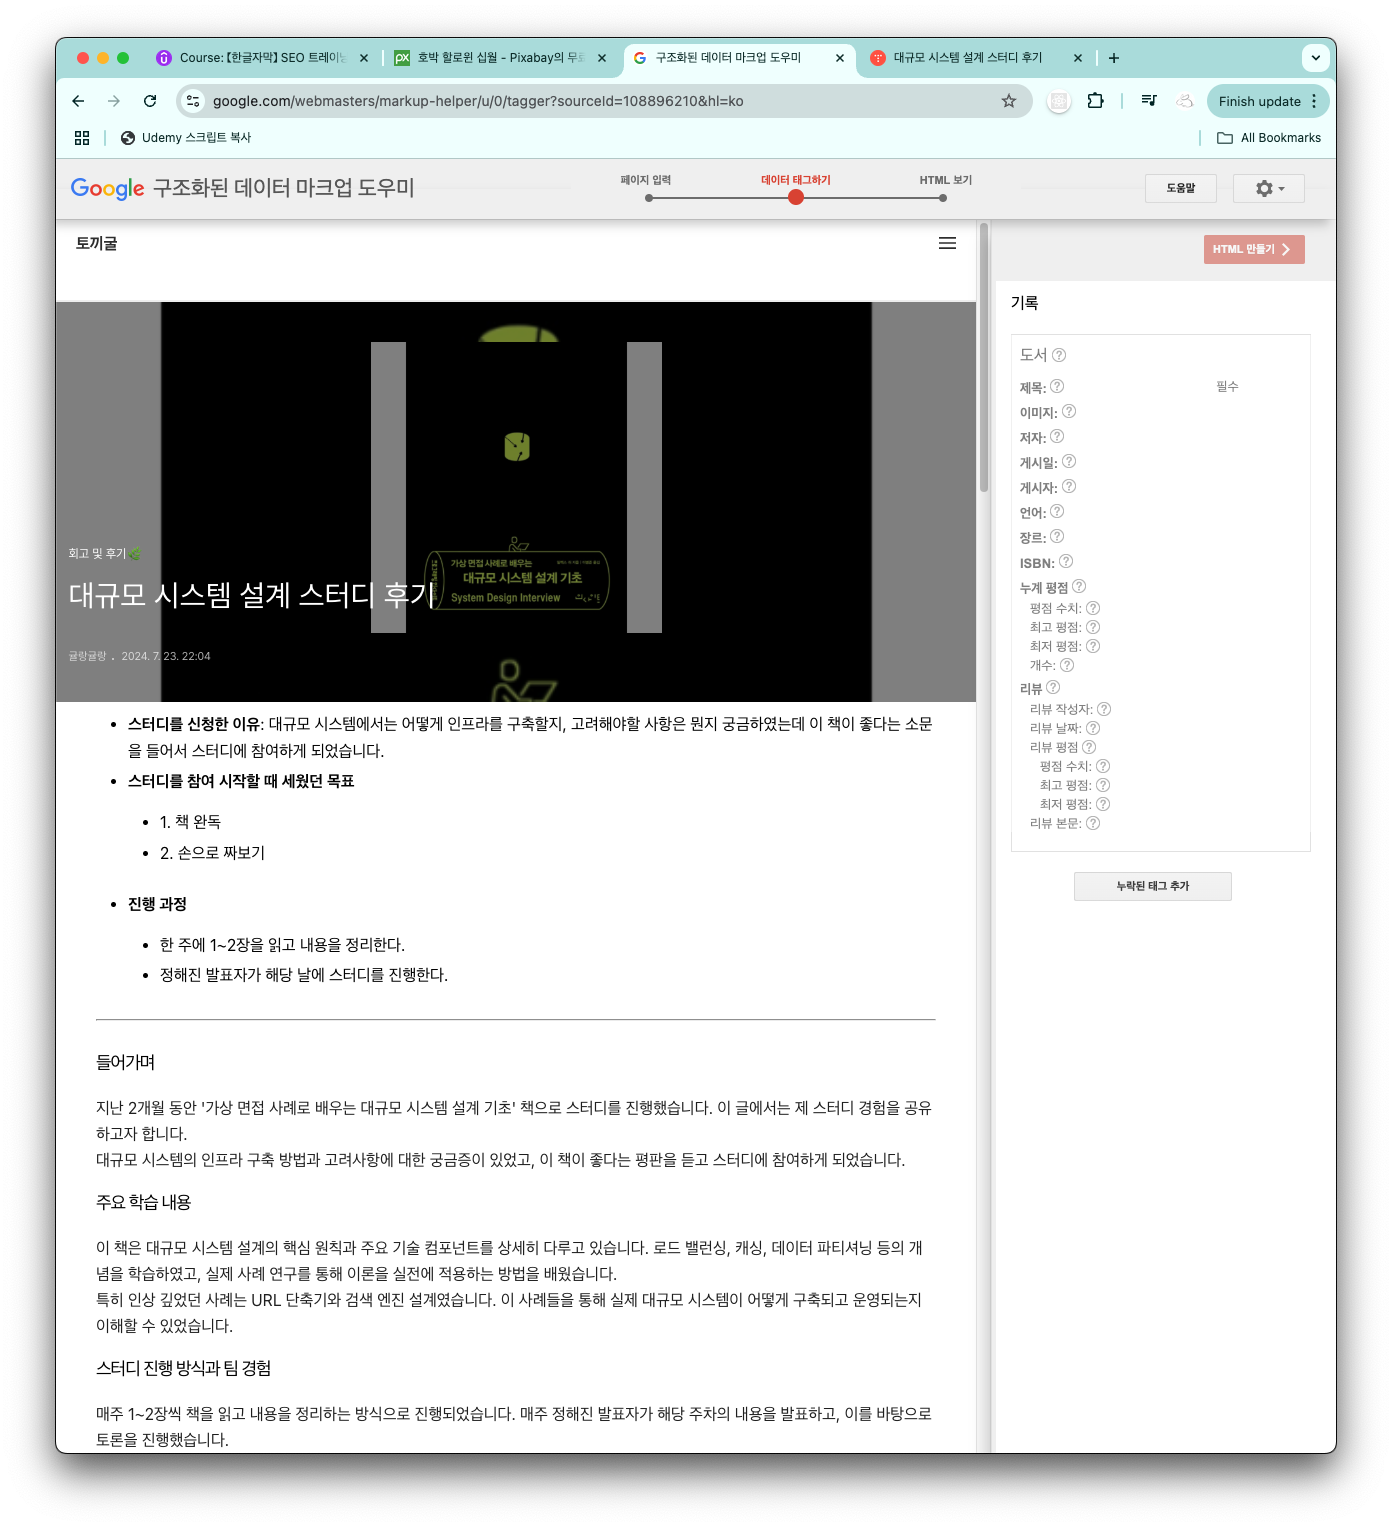 Course: 【한글자막】 SEO 트레이닝
호박 할로윈 십월 - Pixabay의 무료
구조화된 데이터 마크업 도우미
대규모 시스템 설계 스터디 후기
google.com/webmasters/markup-helper/u/0/tagger?sourceId=108896210&hl=ko
Finish update
Udemy 스크립트 복사
All Bookmarks
Google 구조화된 데이터 마크업 도우미
페이지 입력
데이터 태그하기
HTML 보기
도움말
토끼굴
HTML 만들기
기록
도서
제목:
필수
이미지:
저자:
게시일:
게시자:
언어:
장르:
ISBN:
누계 평점
평점 수치:
최고 평점:
최저 평점:
개수:
리뷰
리뷰 작성자:
리뷰 날짜:
리뷰 평점
평점 수치:
최고 평점:
최저 평점:
리뷰 본문:
누락된 태그 추가
가상 면접 사례로 배우는
대규모 시스템 설계 기초
System Design Interview
회고 및 후기🌿
대규모 시스템 설계 스터디 후기
귤랑귤랑 . 2024. 7. 23. 22:04
• 스터디를 신청한 이유: 대규모 시스템에서는 어떻게 인프라를 구축할지, 고려해야할 사항은 뭔지 궁금하였는데 이 책이 좋다는 소문
을 들어서 스터디에 참여하게 되었습니다.
• 스터디를 참여 시작할 때 세웠던 목표
• 1. 책 완독
• 2. 손으로 짜보기
• 진행 과정
• 한 주에 1~2장을 읽고 내용을 정리한다.
• 정해진 발표자가 해당 날에 스터디를 진행한다.
들어가며
지난 2개월 동안 '가상 면접 사례로 배우는 대규모 시스템 설계 기초' 책으로 스터디를 진행했습니다. 이 글에서는 제 스터디 경험을 공유
하고자 합니다.
대규모 시스템의 인프라 구축 방법과 고려사항에 대한 궁금증이 있었고, 이 책이 좋다는 평판을 듣고 스터디에 참여하게 되었습니다.
주요 학습 내용
이 책은 대규모 시스템 설계의 핵심 원칙과 주요 기술 컴포넌트를 상세히 다루고 있습니다. 로드 밸런싱, 캐싱, 데이터 파티셔닝 등의 개
념을 학습하였고, 실제 사례 연구를 통해 이론을 실전에 적용하는 방법을 배웠습니다.
특히 인상 깊었던 사례는 URL 단축기와 검색 엔진 설계였습니다. 이 사례들을 통해 실제 대규모 시스템이 어떻게 구축되고 운영되는지
이해할 수 있었습니다.
스터디 진행 방식과 팀 경험
매주 1~2장씩 책을 읽고 내용을 정리하는 방식으로 진행되었습니다. 매주 정해진 발표자가 해당 주차의 내용을 발표하고, 이를 바탕으로
토론을 진행했습니다.